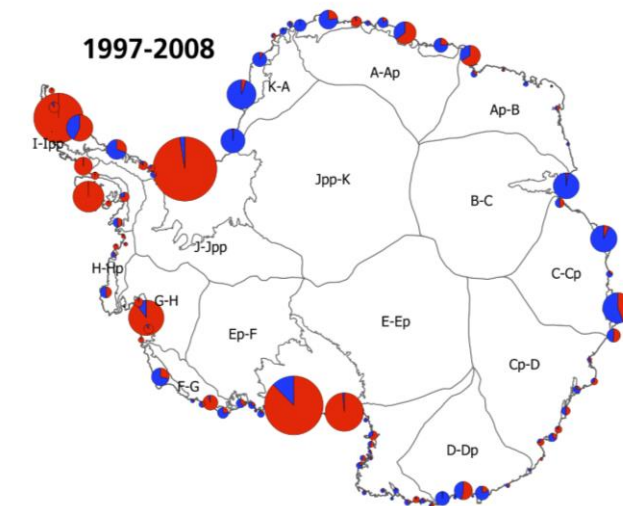 1997-2008
K-A
A-Ap
Ap-B
I-Ipp
Jpp-K
B-C
J-Jpp
H-Hp
G-H
C-Cp
Ep-F
E-Ep
Cp-D
F-G
D-Dp